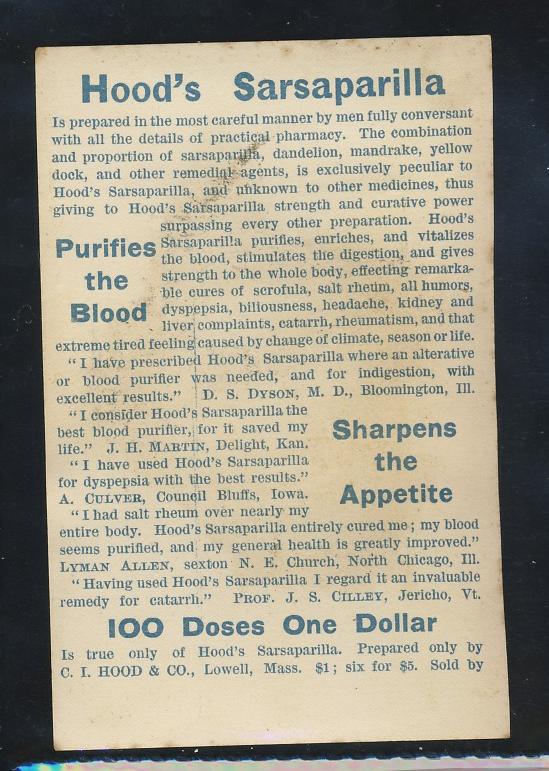 Hood's Sarsaparilla
Is prepared in the most careful manner by men fully conversant
with all the details of practical pharmacy. The combination
and proportion of sarsaparilla, dandelion, mandrake, yellow
dock, and other remedial agents, is exclusively peculiar to
Hood's Sarsaparilla, and unknown to other medicines, thus
giving to Hood's Sarsaparilla strength and curative power
surpassing every other preparation. Hood's
Sarsaparilla purifies, enriches, and vitalizes
the blood, stimulates the digestion, and gives
strength to the whole body, effecting remarka-
ble cures of scrofula, salt rheum, all humors,
dyspepsia, biliousness, headache, kidney and
liver complaints, catarrh, rheumatism, and that
Purifies
the
Blood
extreme tired feeling caused by change of climate, season or life.
"I have prescribed Hood's Sarsaparilla where an alterative
or blood purifier was needed, and for indigestion, with
excellent results." D. S. DYSON, M. D., Bloomington, Ill.
"I consider Hood's Sarsaparilla the
best blood purifier, for it saved my
life." J. H. MARTIN, Delight, Kan.
"I have used Hood's Sarsaparilla
for dyspepsia with the best results."
A. CULVER, Council Bluffs, Iowa.
"I had salt rheum over nearly my
Sharpens
the
Appetite
entire body. Hood's Sarsaparilla entirely cured me; my blood
seems purified, and my general health is greatly improved."
LYMAN ALLEN, sexton N. E. Church, North Chicago, Ill.
"Having used Hood's Sarsaparilla I regard it an invaluable
remedy for catarrh." PROF. J. S. CILLEY, Jericho, Vt.
100 Doses One Dollar
Is true only of Hood's Sarsaparilla. Prepared only by
C. I. HOOD & CO., Lowell, Mass. $1; six for $5. Sold by